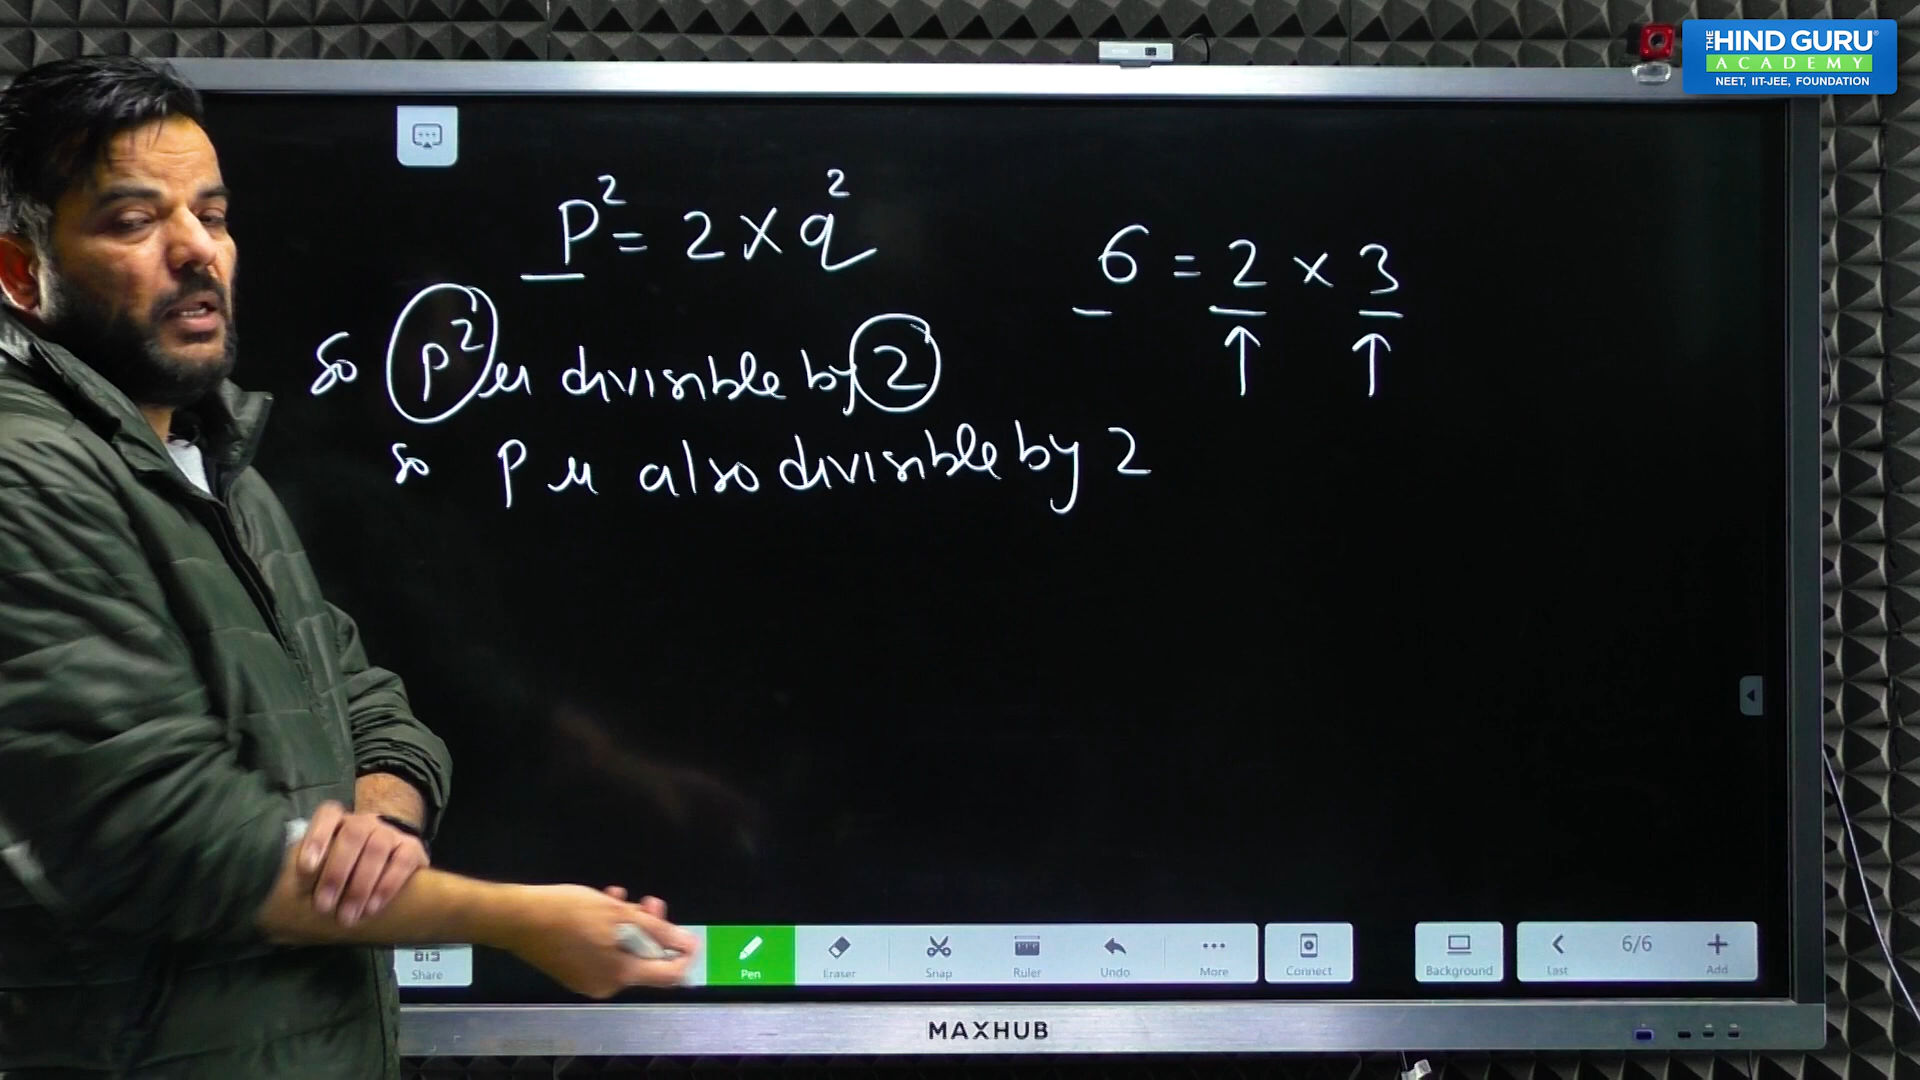 THE HIND GURU®
ACADEMY
NEET, IIT-JEE, FOUNDATION
p² = 2 × q²
6 = 2 × 3
so p² is divisible by 2
so p is also divisible by 2
Share
Pen
Eraser
Snap
Ruler
Undo
More
Connect
Background
Last
6/6
Add
MAXHUB